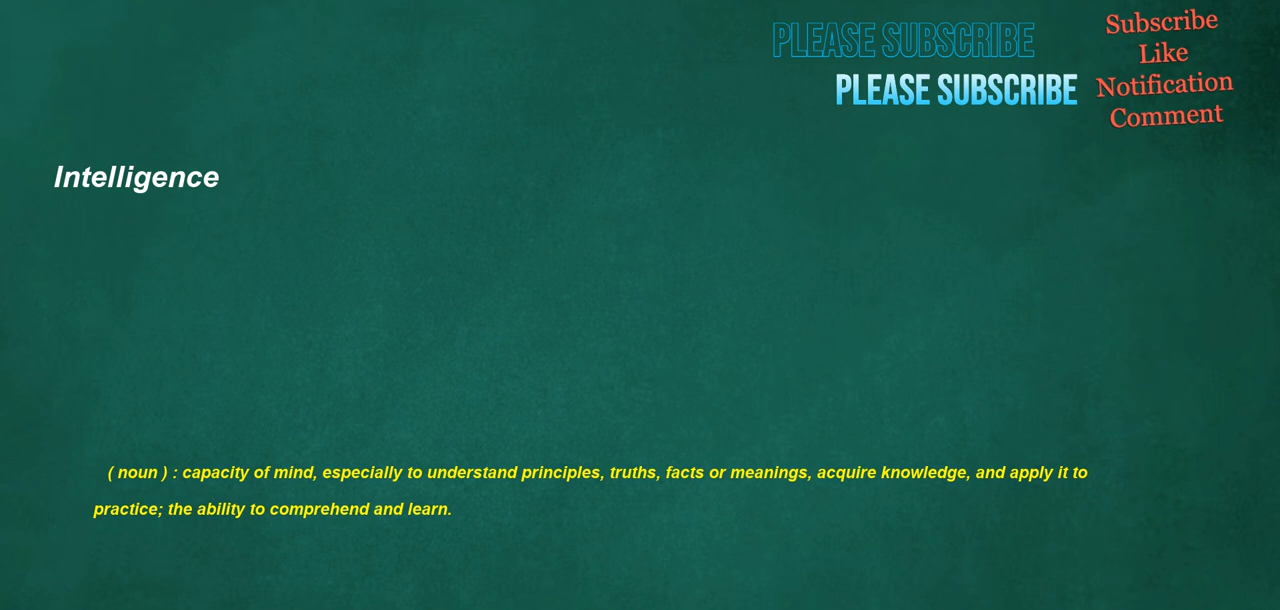 PLEASE SUBSCRIBE
PLEASE SUBSCRIBE
Subscribe
Like
Notification
Comment
Intelligence
( noun ) : capacity of mind, especially to understand principles, truths, facts or meanings, acquire knowledge, and apply it to
practice; the ability to comprehend and learn.